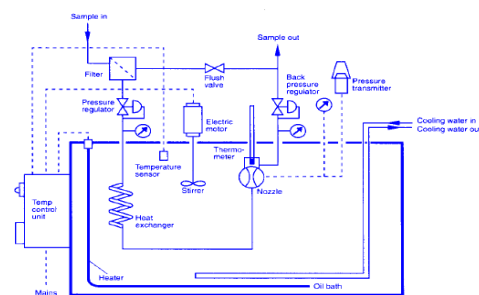 Sample in
Sample out
Filter
Flush
valve
Back
pressure
regulator
Pressure
transmitter
Pressure
regulator
Electric
motor
Cooling water in
Cooling water ou
Thermo-
meter
Temperature
sensor
Stirrer
Nozzle
Temp
control
unit
Heat
exchanger
Heater
Oil bath
Mains